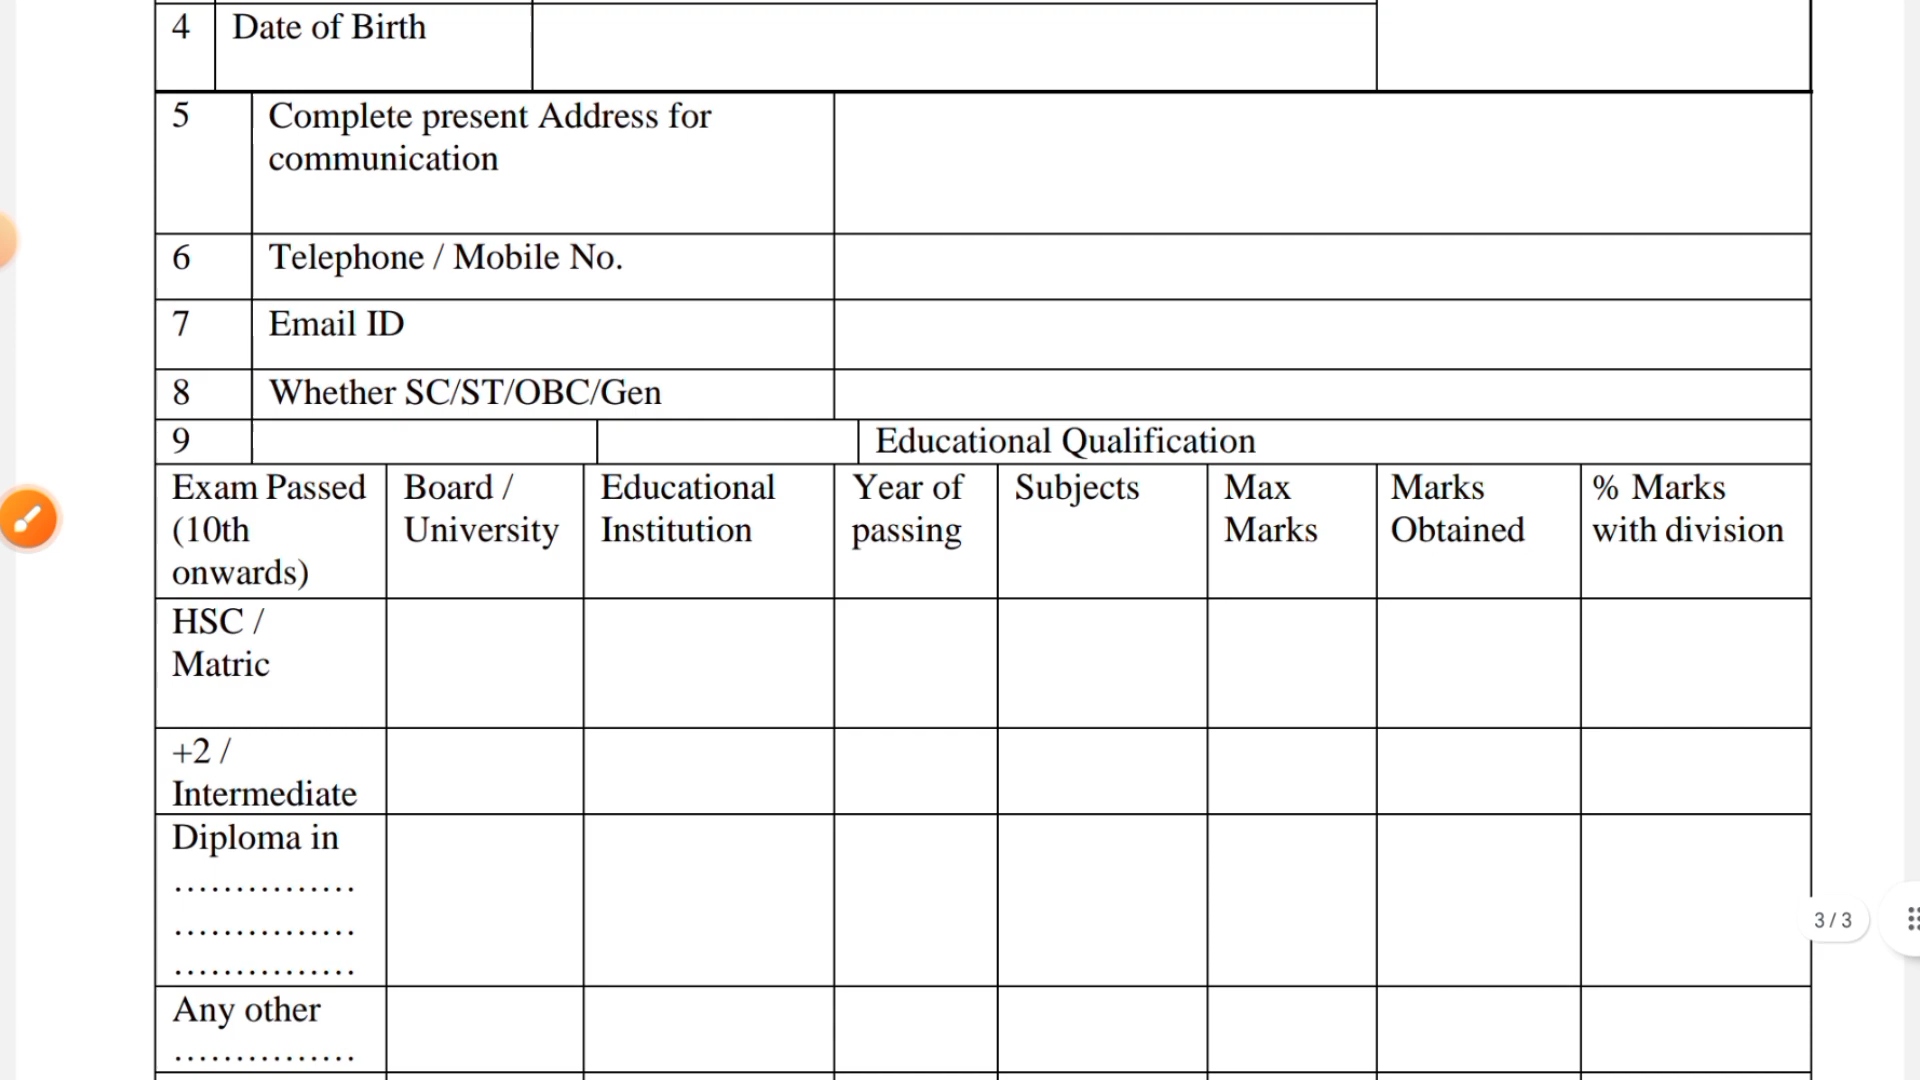 4 Date of Birth
5 Complete present Address for
communication
6 Telephone / Mobile No.
7 Email ID
8 Whether SC/ST/OBC/Gen
9 Educational Qualification
Exam Passed
(10th
onwards)
Board /
University
Educational
Institution
Year of
passing
Subjects
Max
Marks
Marks
Obtained
% Marks
with division
HSC /
Matric
+2 /
Intermediate
Diploma in
……………
……………
……………
3 / 3
Any other
……………